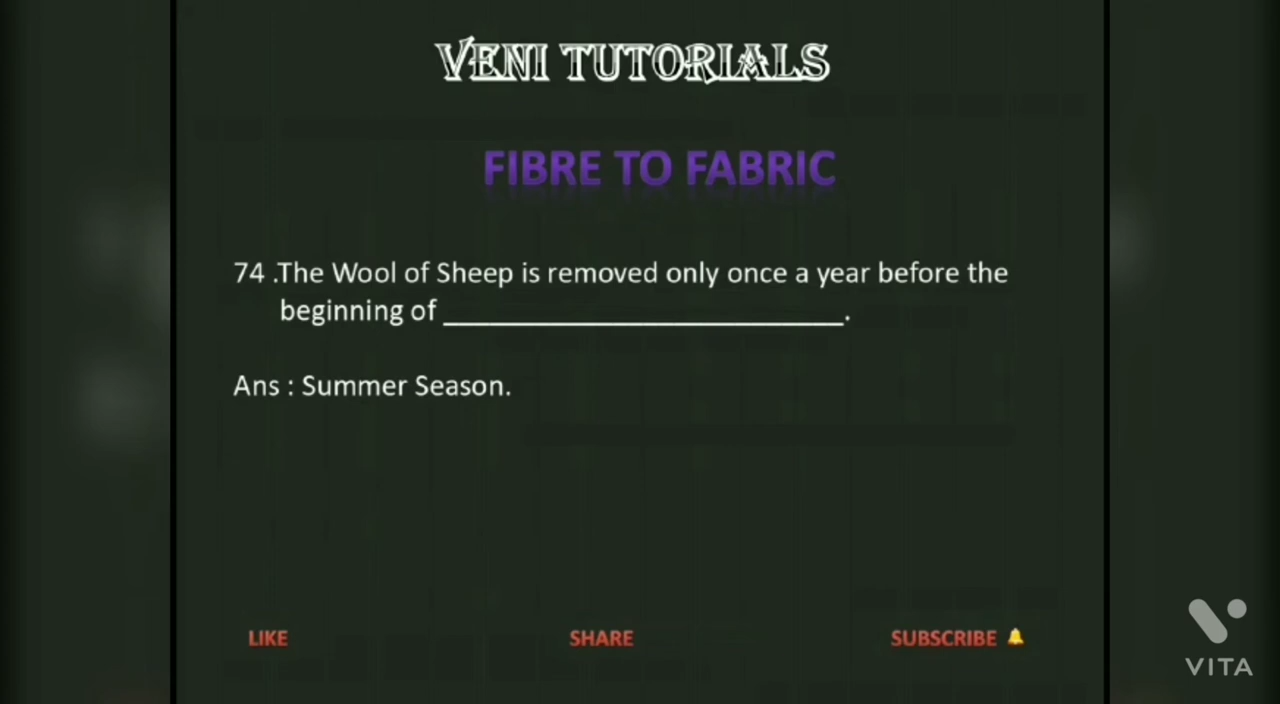 VENI TUTORIALS
FIBRE TO FABRIC
74 .The Wool of Sheep is removed only once a year before the
beginning of ______________________________.
Ans : Summer Season.
LIKE SHARE SUBSCRIBE
VITA